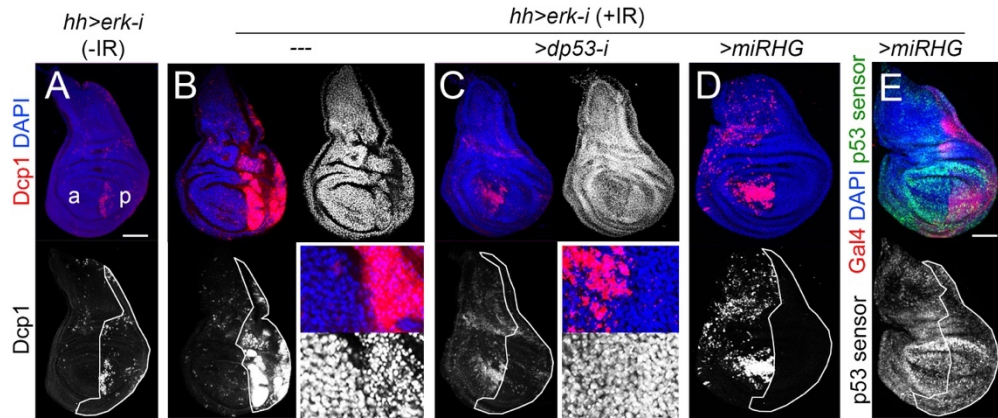 hh>erk-i
(-IR)
hh>erk-i (+IR)
---
>dp53-i
>miRHG
>miRHG
Dcp1 DAPI
A
B
C
D
E
a
p
Gal4 DAPI p53 sensor
Dcp1
p53 sensor